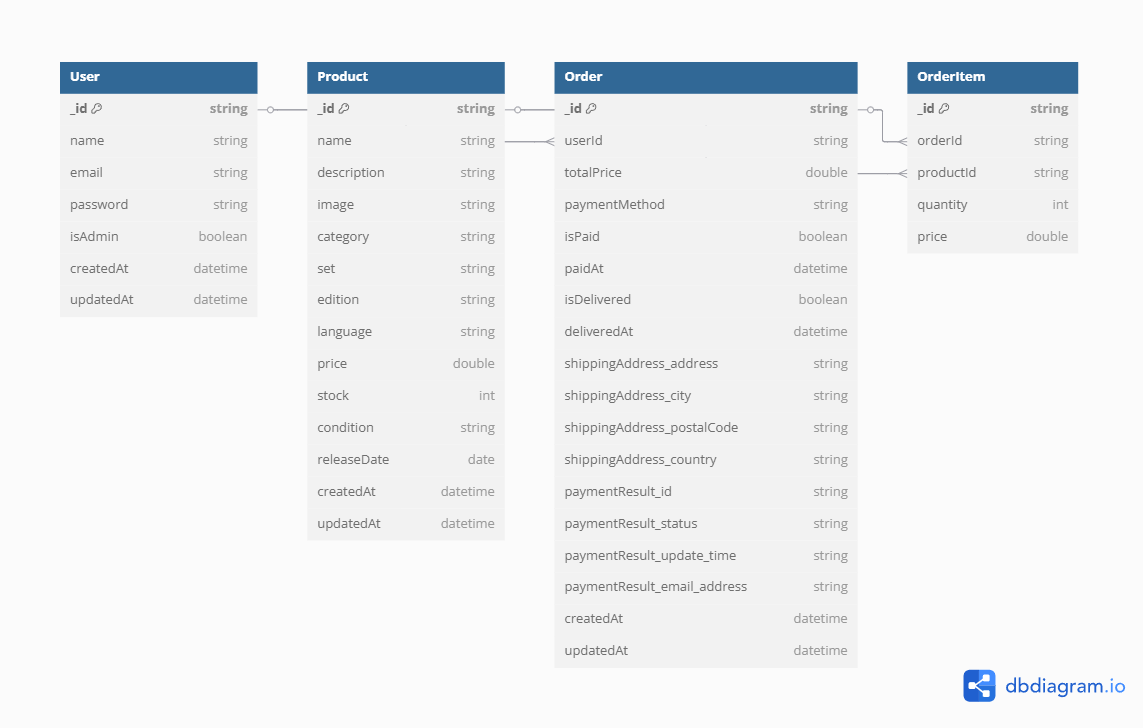 User
_id string
name string
email string
password string
isAdmin boolean
createdAt datetime
updatedAt datetime
Product
_id string
name string
description string
image string
category string
set string
edition string
language string
price double
stock int
condition string
releaseDate date
createdAt datetime
updatedAt datetime
Order
_id string
userId string
totalPrice double
paymentMethod string
isPaid boolean
paidAt datetime
isDelivered boolean
deliveredAt datetime
shippingAddress_address string
shippingAddress_city string
shippingAddress_postalCode string
shippingAddress_country string
paymentResult_id string
paymentResult_status string
paymentResult_update_time string
paymentResult_email_address string
createdAt datetime
updatedAt datetime
OrderItem
_id string
orderId string
productId string
quantity int
price double
dbdiagram.io